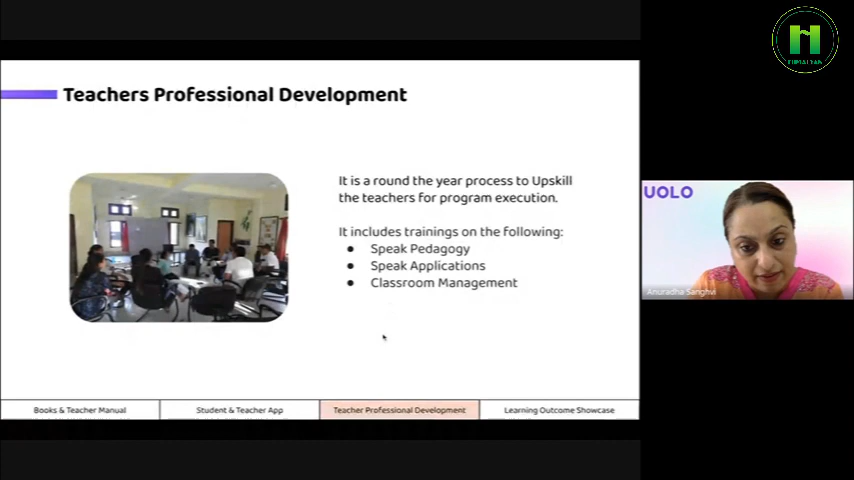 Teachers Professional Development
It is a round the year process to Upskill
the teachers for program execution.
It includes trainings on the following:
● Speak Pedagogy
● Speak Applications
● Classroom Management
Books & Teacher Manual
Student & Teacher App
Teacher Professional Development
Learning Outcome Showcase
UOLO
Anuradha Sanghvi